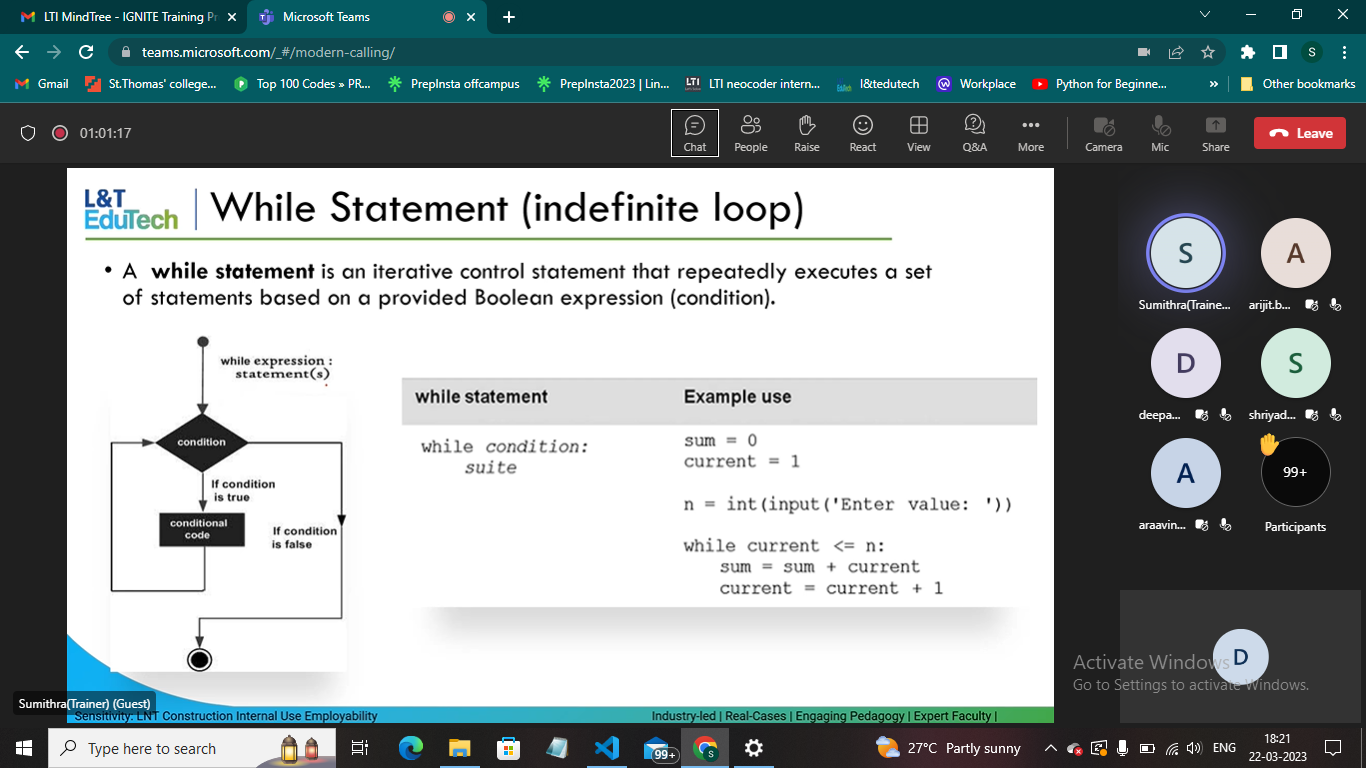 LTI MindTree - IGNITE Training Pr
Microsoft Teams
teams.microsoft.com/_#/modern-calling/
S
Gmail
St.Thomas' college...
Top 100 Codes » PR...
PrepInsta offcampus
PrepInsta2023 | Lin...
LTI neocoder intern...
l&tedutech
Workplace
Python for Beginne...
»
Other bookmarks
01:01:17
Chat
People
Raise
React
View
Q&A
More
Camera
Mic
Share
Leave
L&T
EduTech
While Statement (indefinite loop)
• A while statement is an iterative control statement that repeatedly executes a set
of statements based on a provided Boolean expression (condition).
while expression :
statement(s)
condition
If condition
is true
conditional
code
If condition
is false
while statement
Example use
while condition:
suite
sum = 0
current = 1
n = int(input('Enter value: '))
while current <= n:
sum = sum + current
current = current + 1
Sumithra(Trainer) (Guest)
Sensitivity: LNT Construction Internal Use Employability
Industry-led | Real-Cases | Engaging Pedagogy | Expert Faculty |
S
A
Sumithra(Traine...
arijit.b...
D
S
deepa...
shriyad...
A
99+
araavin...
Participants
D
Activate Windows
Go to Settings to activate Windows.
Type here to search
99+
S
27°C Partly sunny
ENG
18:21
22-03-2023